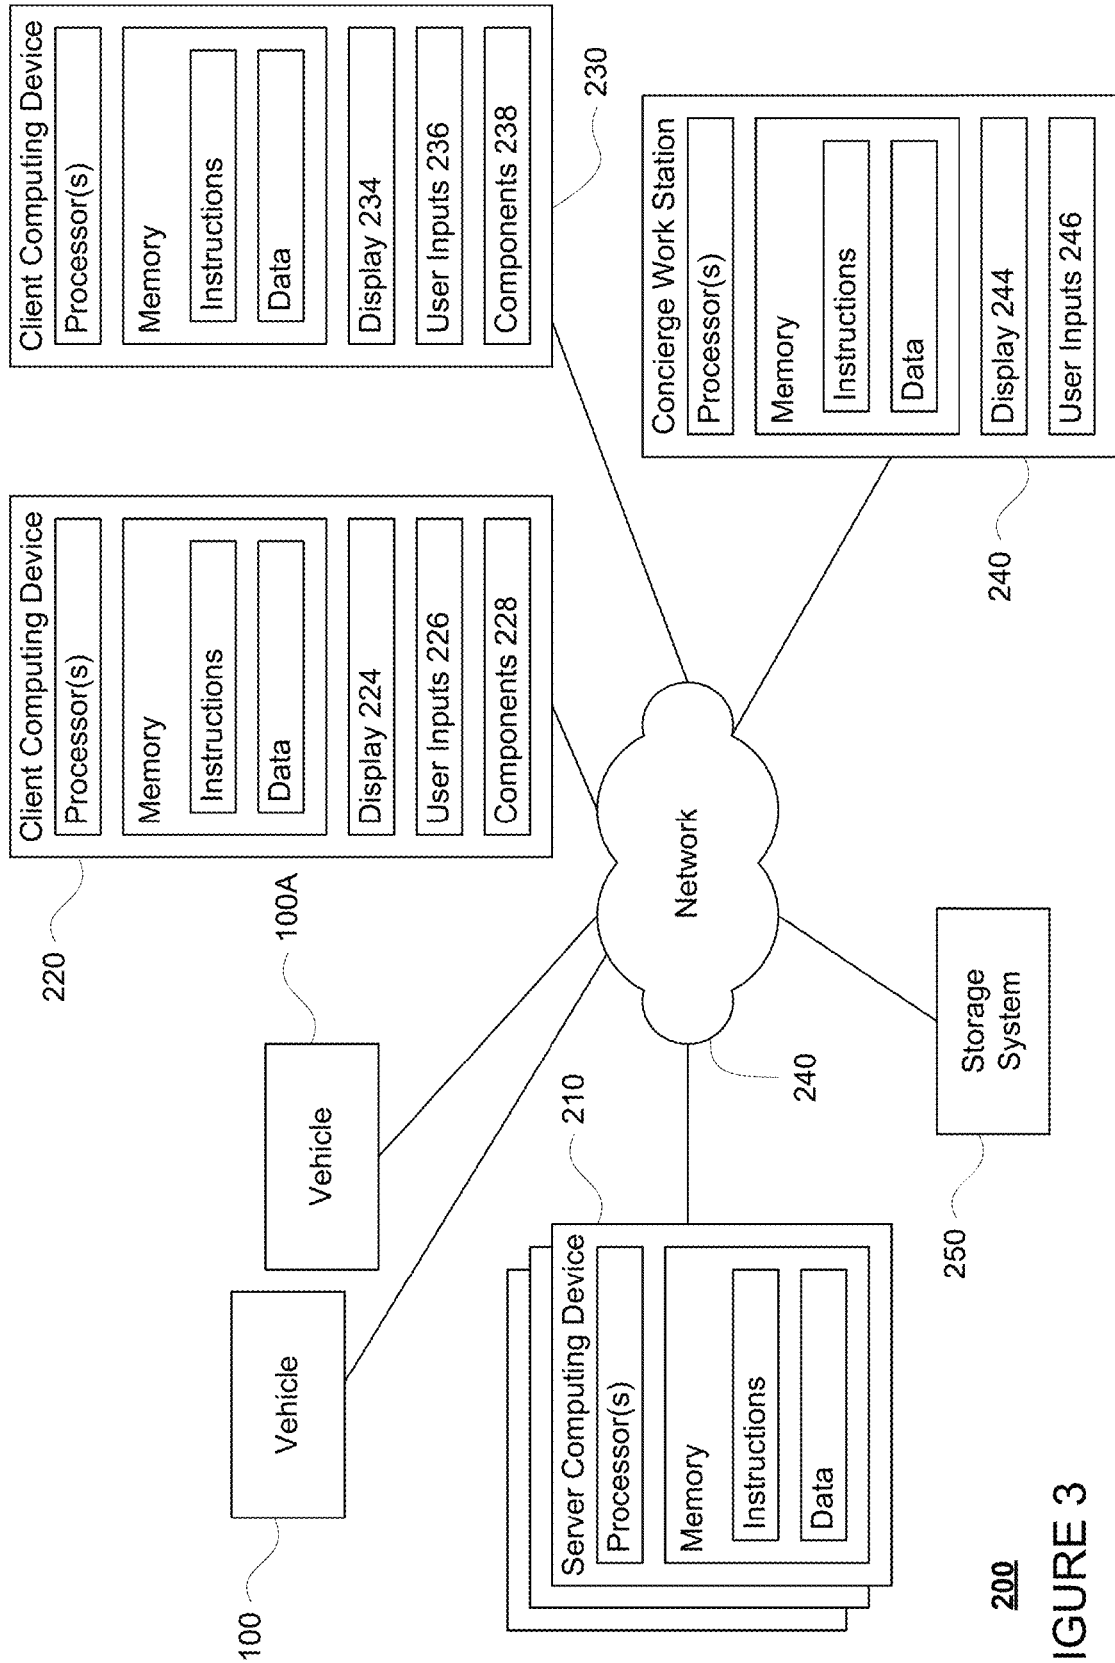 100
Vehicle
Vehicle
100A
220
Client Computing Device
Processor(s)
Memory
Instructions
Data
Display 224
User Inputs 226
Components 228
Client Computing Device
Processor(s)
Memory
Instructions
Data
Display 234
User Inputs 236
Components 238
230
210
Server Computing Device
Processor(s)
Memory
Instructions
Data
Network
240
Concierge Work Station
Processor(s)
Memory
Instructions
Data
Display 244
User Inputs 246
240
250
Storage
System
200
IGURE 3